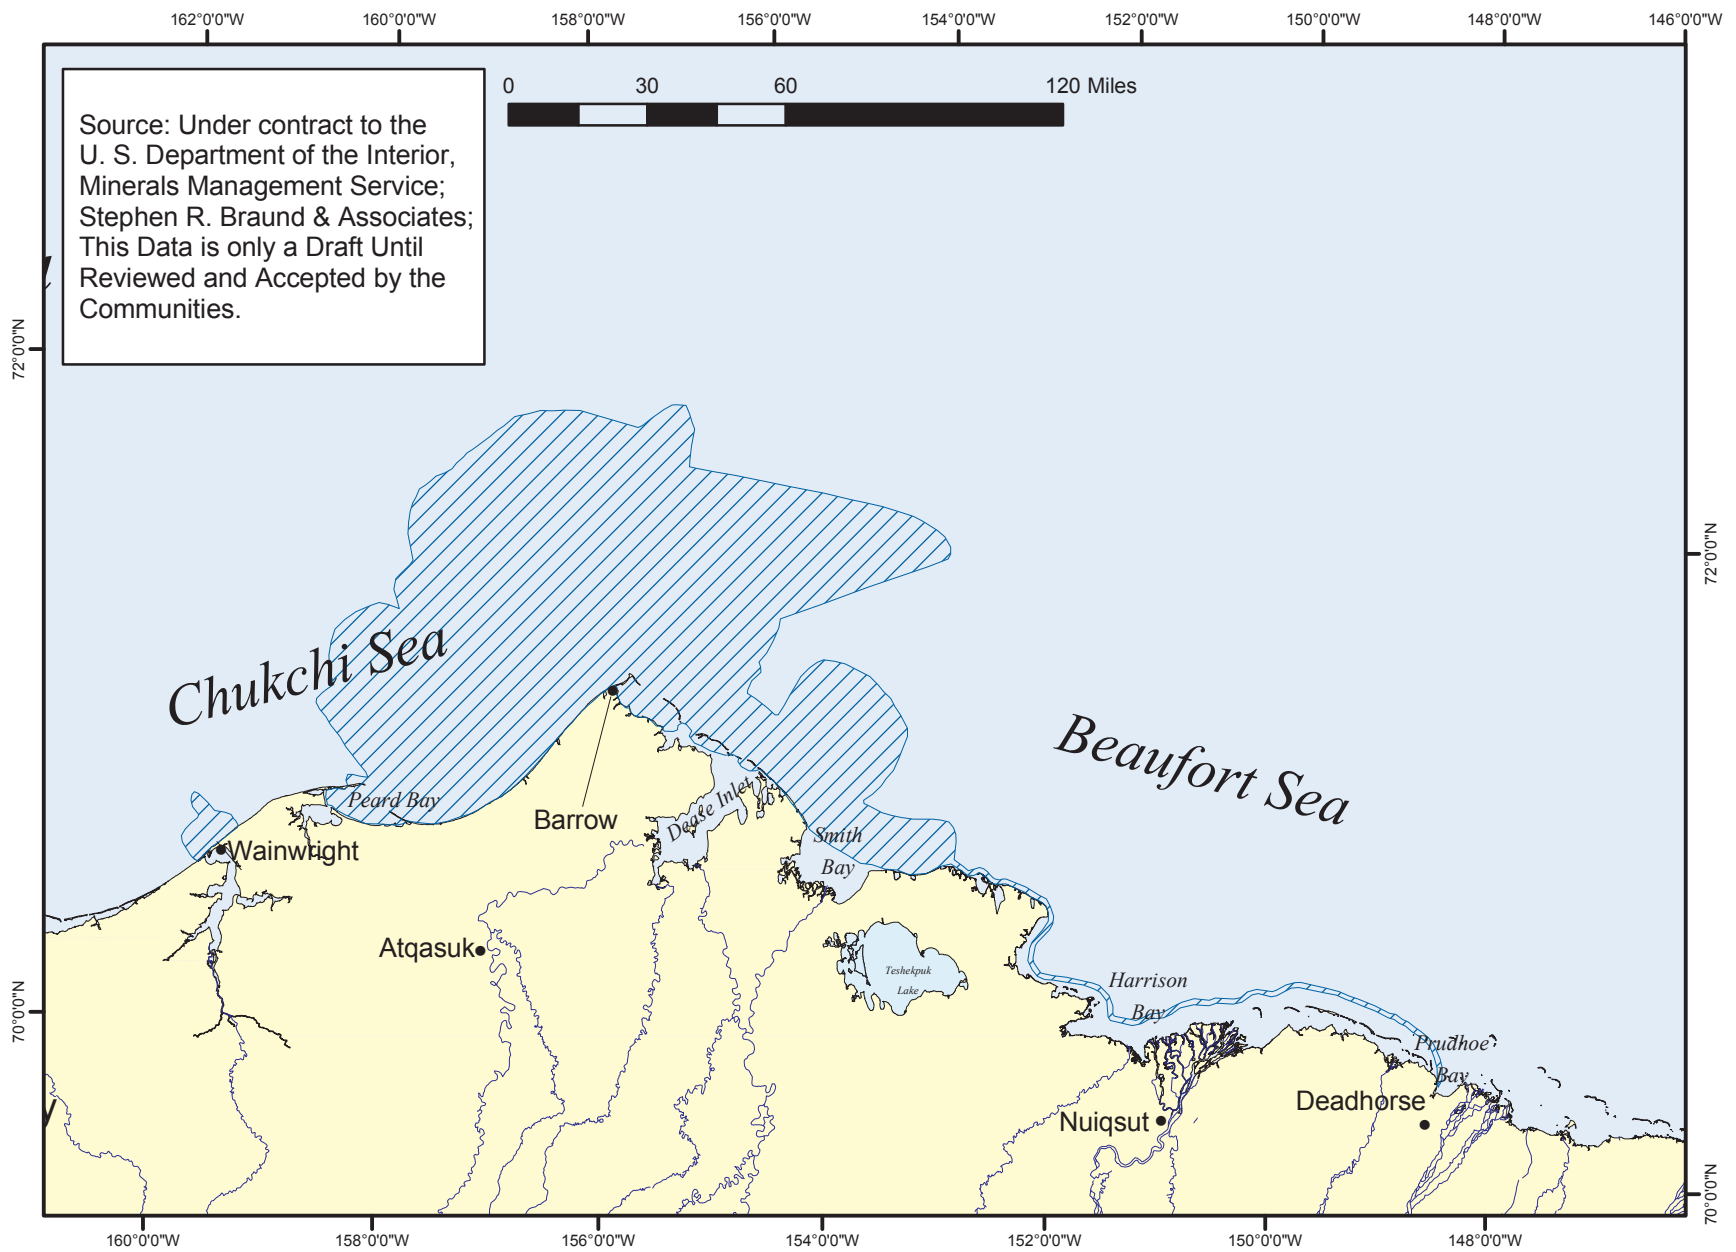 162°0'0"W 160°0'0"W 158°0'0"W 156°0'0"W 154°0'0"W 152°0'0"W 150°0'0"W 148°0'0"W 146°0'0"W
0 30 60 120 Miles
Source: Under contract to the
U. S. Department of the Interior,
Minerals Management Service;
Stephen R. Braund & Associates;
This Data is only a Draft Until
Reviewed and Accepted by the
Communities.
72°0'0"N
72°0'0"N
Chukchi Sea
Beaufort Sea
Peard Bay
Dease Inlet
Barrow
Smith
Bay
Wainwright
Atqasuk
Teshekpuk
Lake
Harrison
Bay
Prudhoe
Bay
Deadhorse
Nuiqsut
70°0'0"N
70°0'0"N
160°0'0"W 158°0'0"W 156°0'0"W 154°0'0"W 152°0'0"W 150°0'0"W 148°0'0"W